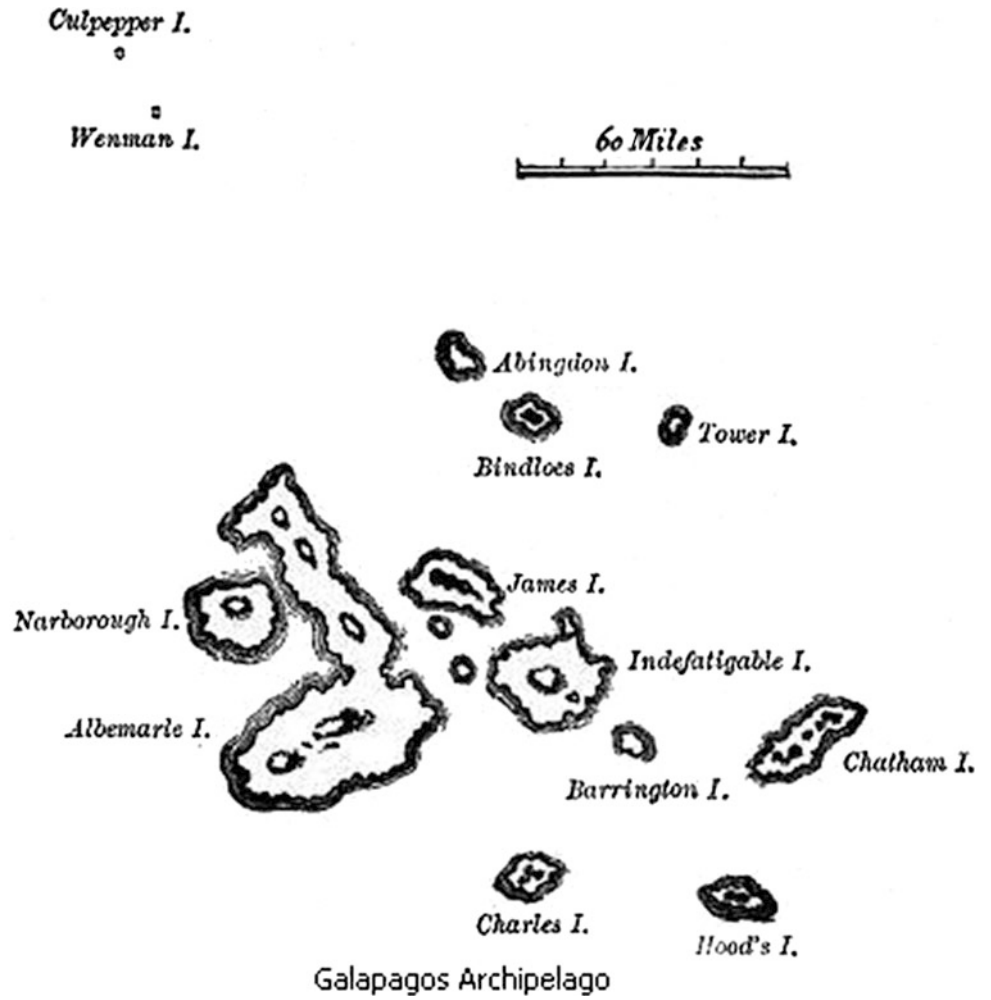 Culpepper I.
Wenman I.
60 Miles
Abingdon I.
Tower I.
Bindloes I.
James I.
Narborough I.
Indefatigable I.
Albemarle I.
Chatham I.
Barrington I.
Charles I.
Hood's I.
Galapagos Archipelago